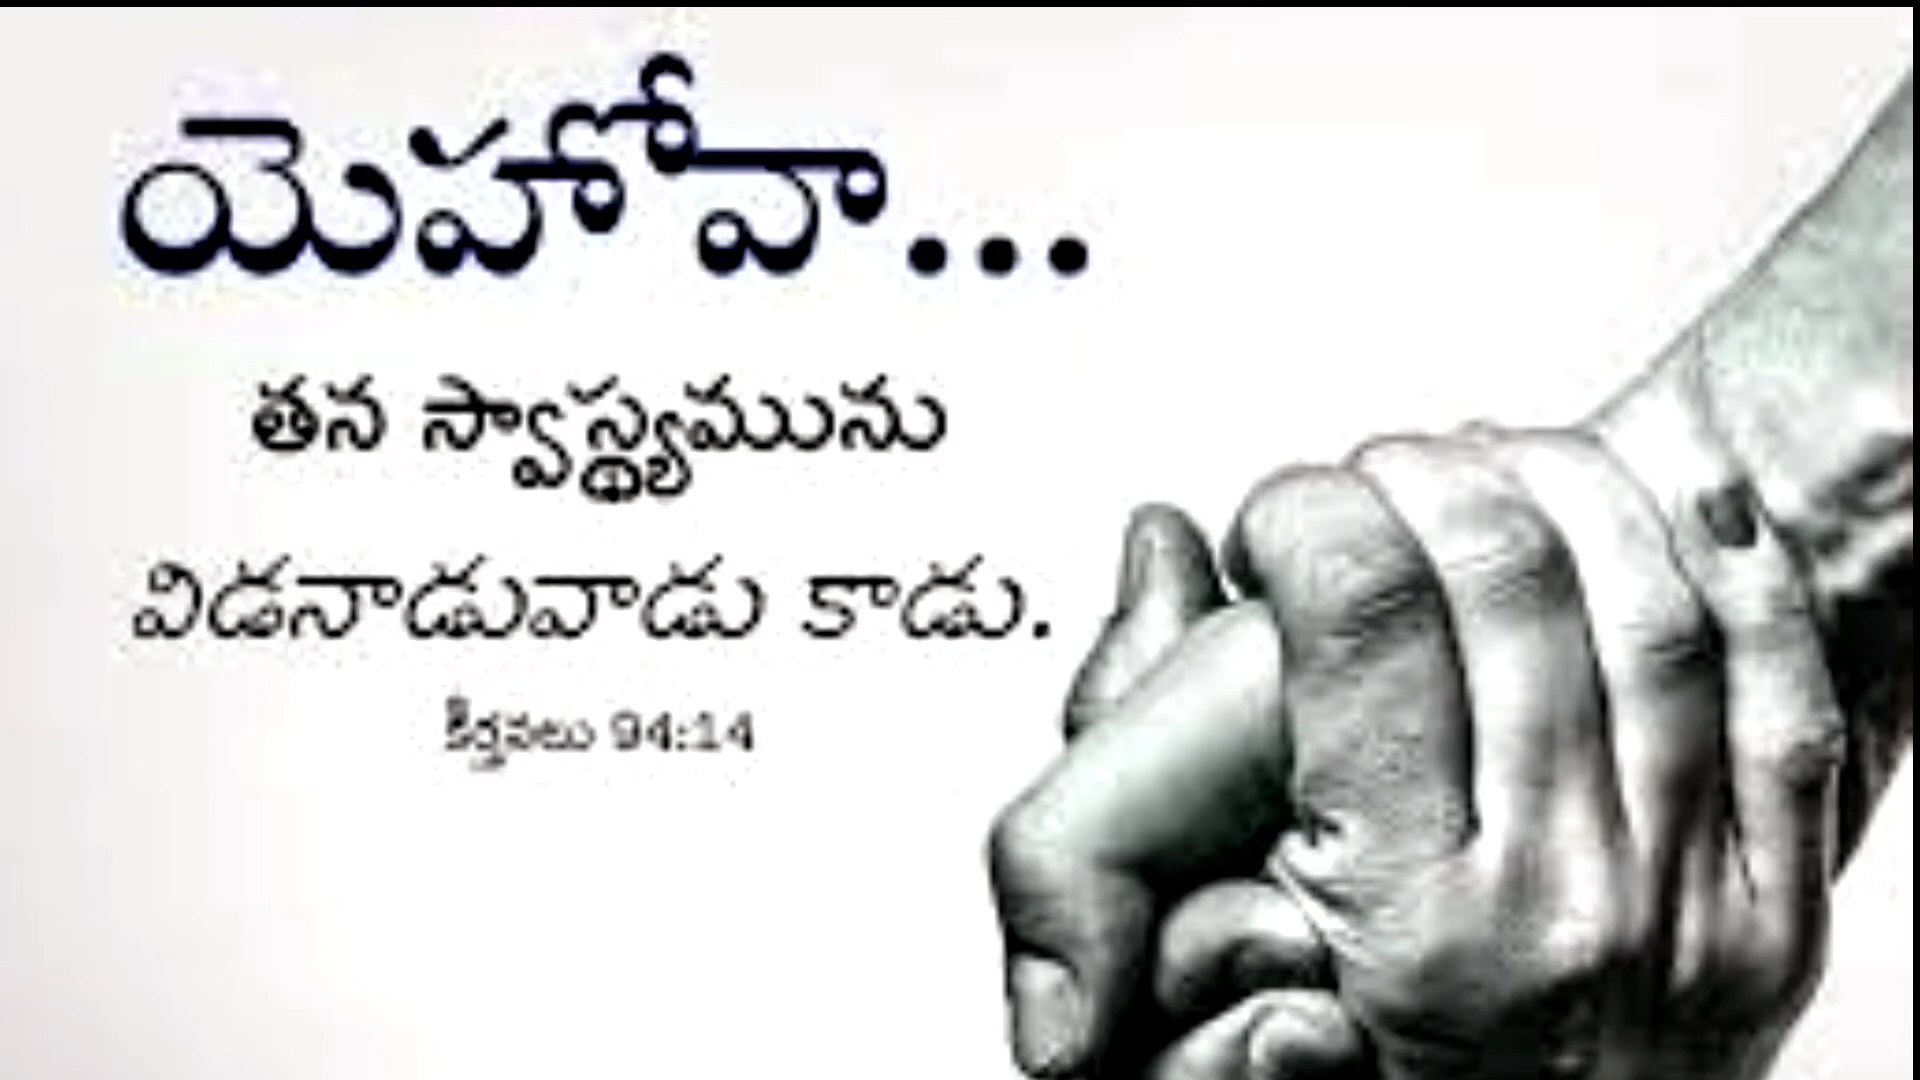 యెహోవా...
తన స్వాస్థ్యమును
విడనాడువాడు కాడు.
కీర్తనలు 94:14